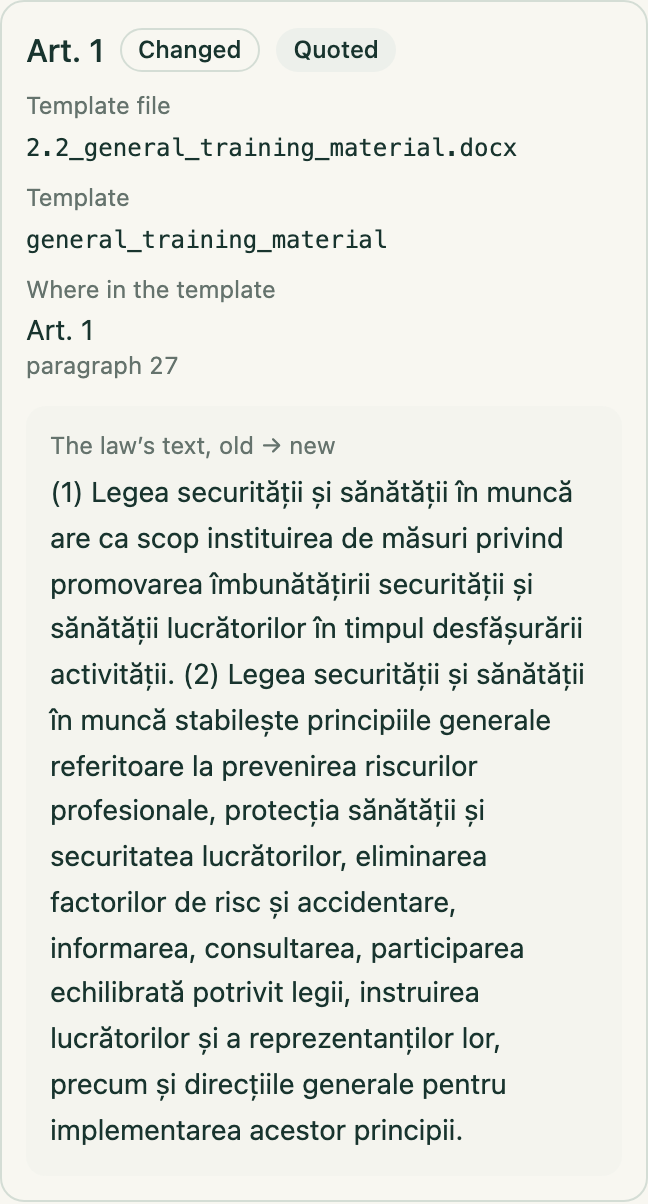 Art. 1 Changed Quoted
Template file
2.2_general_training_material.docx
Template
general_training_material
Where in the template
Art. 1
paragraph 27
The law’s text, old → new
(1) Legea securității și sănătății în muncă
are ca scop instituirea de măsuri privind
promovarea îmbunătățirii securității și
sănătății lucrătorilor în timpul desfășurării
activității. (2) Legea securității și sănătății
în muncă stabilește principiile generale
referitoare la prevenirea riscurilor
profesionale, protecția sănătății și
securitatea lucrătorilor, eliminarea
factorilor de risc și accidentare,
informarea, consultarea, participarea
echilibrată potrivit legii, instruirea
lucrătorilor și a reprezentanților lor,
precum și direcțiile generale pentru
implementarea acestor principii.